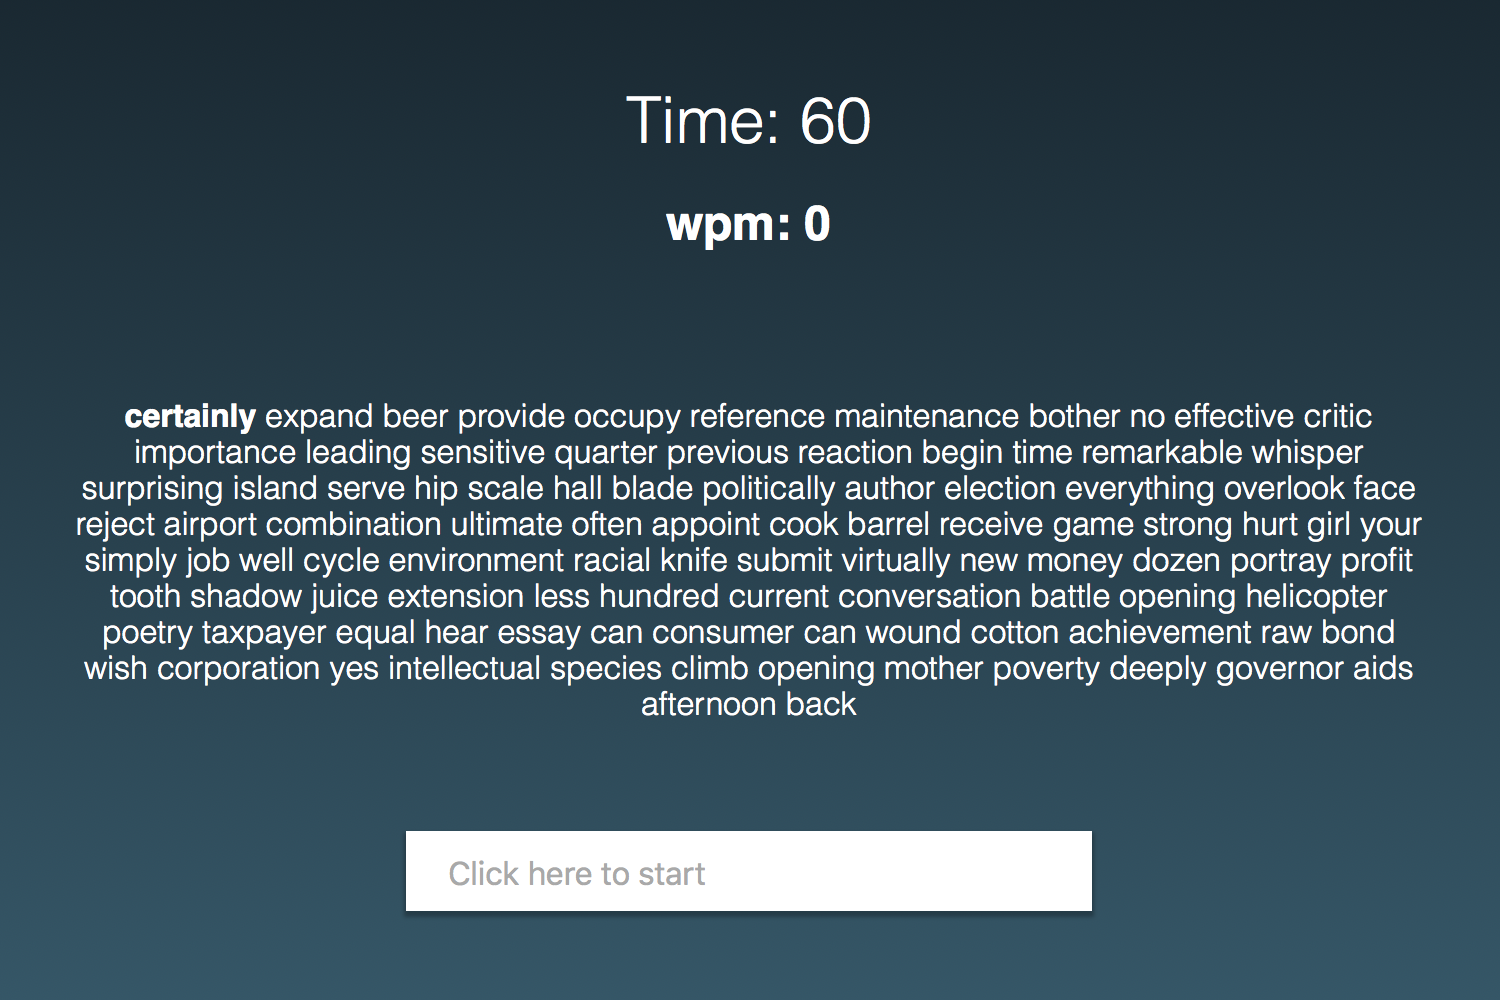 Time: 60
wpm: 0
certainly expand beer provide occupy reference maintenance bother no effective critic
importance leading sensitive quarter previous reaction begin time remarkable whisper
surprising island serve hip scale hall blade politically author election everything overlook face
reject airport combination ultimate often appoint cook barrel receive game strong hurt girl your
simply job well cycle environment racial knife submit virtually new money dozen portray profit
tooth shadow juice extension less hundred current conversation battle opening helicopter
poetry taxpayer equal hear essay can consumer can wound cotton achievement raw bond
wish corporation yes intellectual species climb opening mother poverty deeply governor aids
afternoon back
Click here to start